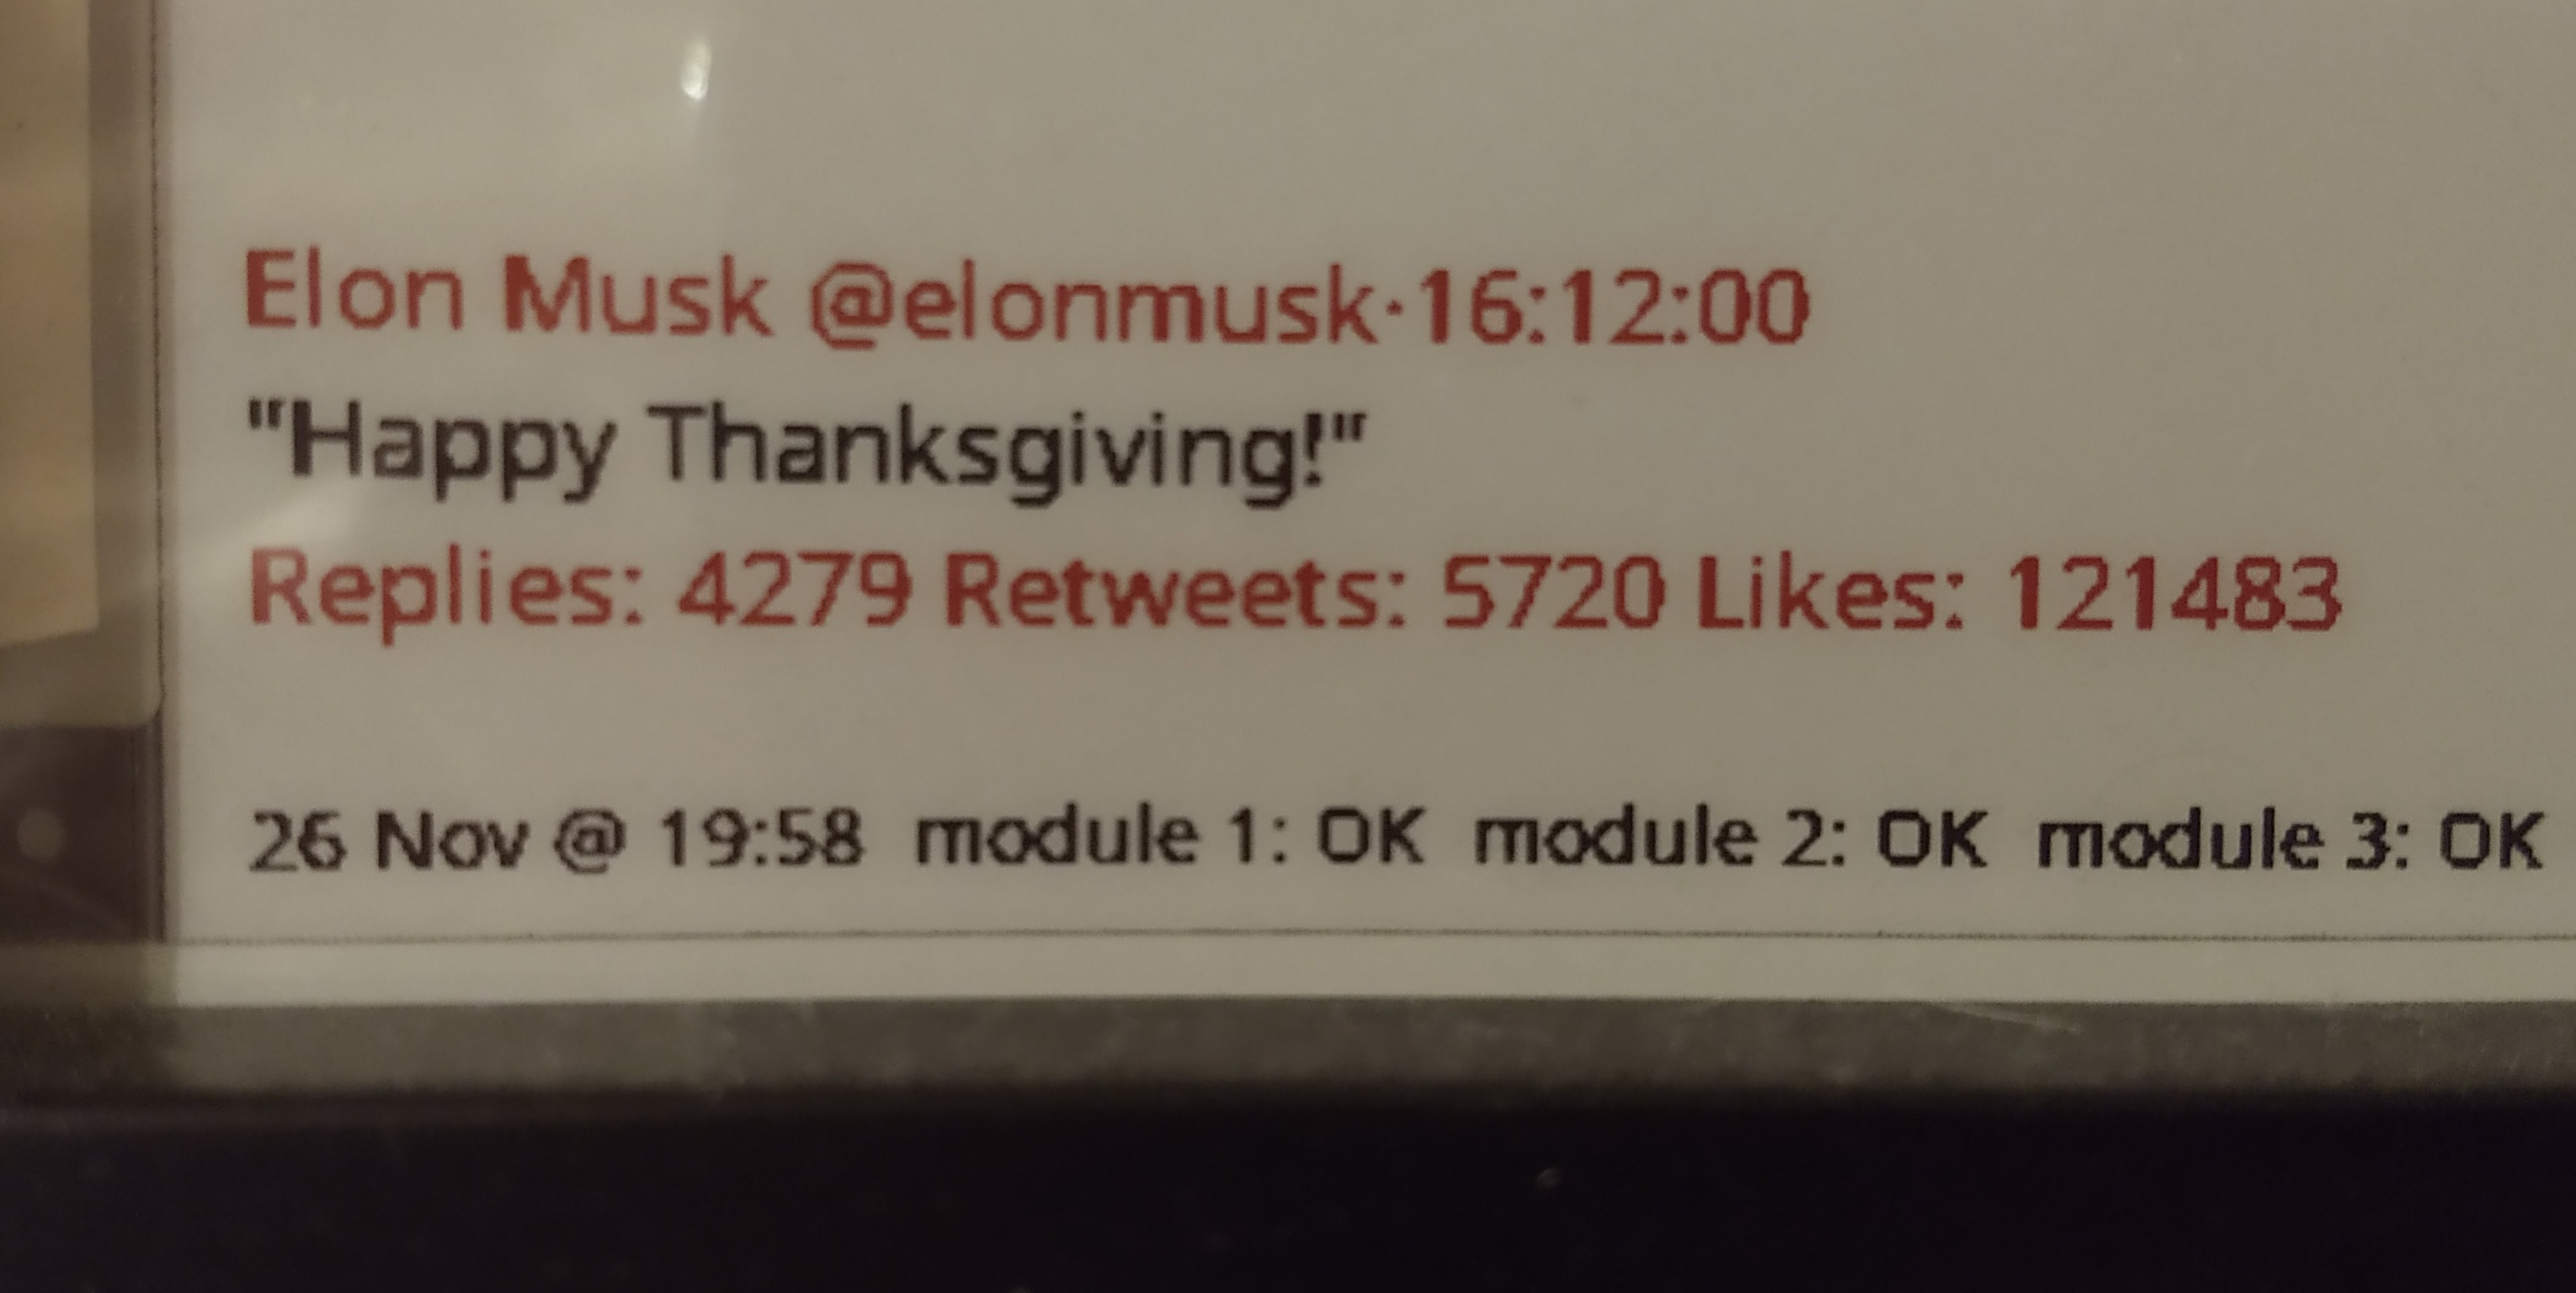 Elon Musk @elonmusk·16:12:00
"Happy Thanksgiving!"
Replies: 4279 Retweets: 5720 Likes: 121483
26 Nov @ 19:58 module 1: OK module 2: OK module 3: OK